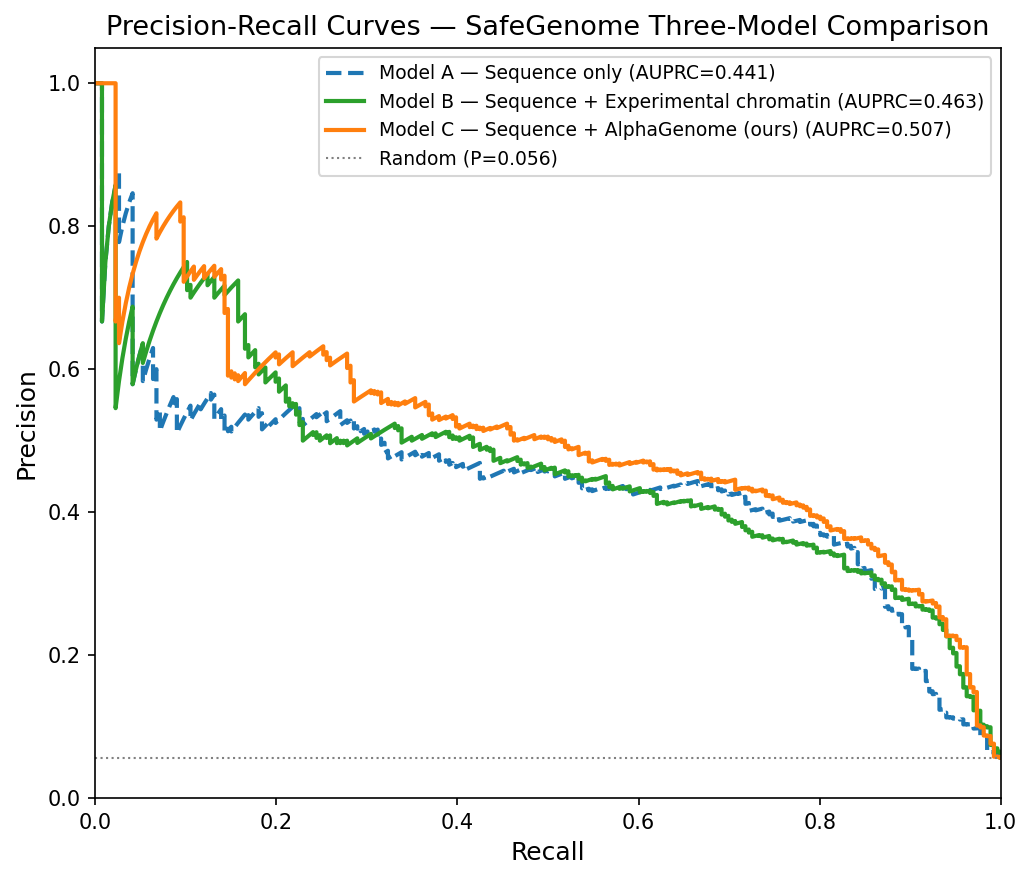 Precision-Recall Curves — SafeGenome Three-Model Comparison
Model A — Sequence only (AUPRC=0.441)
Model B — Sequence + Experimental chromatin (AUPRC=0.463)
Model C — Sequence + AlphaGenome (ours) (AUPRC=0.507)
Random (P=0.056)
Precision
1.0
0.8
0.6
0.4
0.2
0.0
0.0 0.2 0.4 0.6 0.8 1.0
Recall